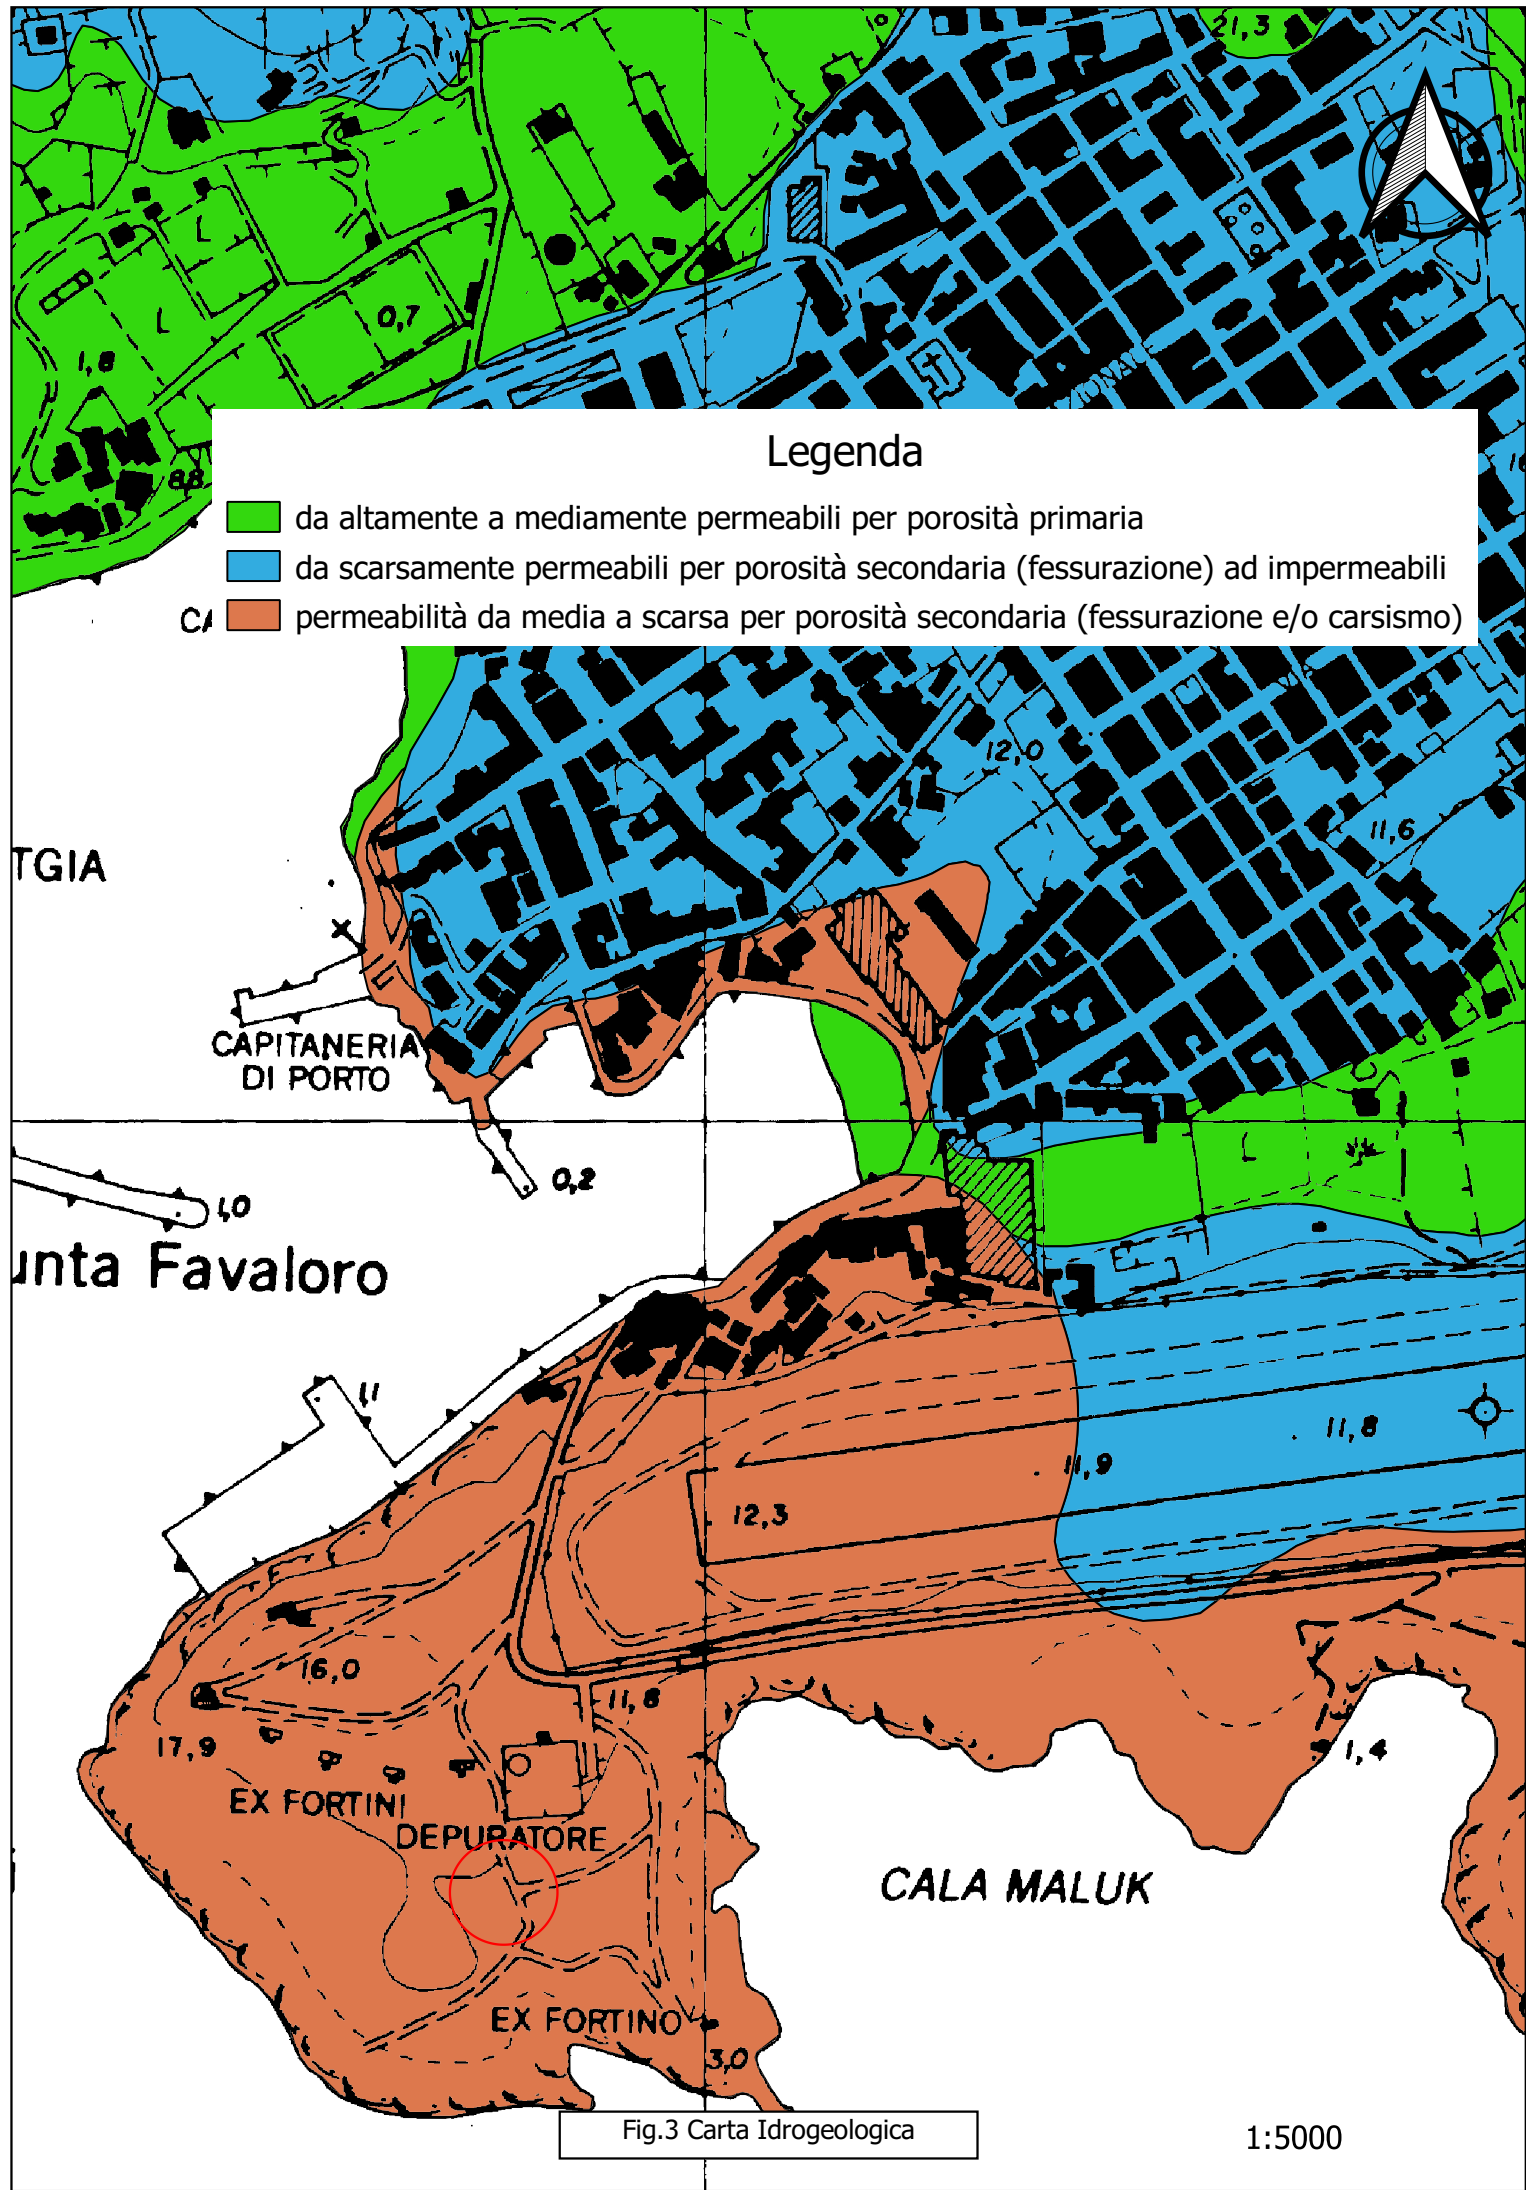 21,3
L
L
0,7
1,8
8,8
Legenda
da altamente a mediamente permeabili per porosità primaria
da scarsamente permeabili per porosità secondaria (fessurazione) ad impermeabili
permeabilità da media a scarsa per porosità secondaria (fessurazione e/o carsismo)
VIA
12,0
11,6
TGIA
CAPITANERIA
DI PORTO
0,2
L
1,0
unta Favaloro
1,1
11,8
11,9
12,3
16,0
11,8
17,9
1,4
EX FORTINI
DEPURATORE
CALA MALUK
EX FORTINO
3,0
Fig.3 Carta Idrogeologica
1:5000